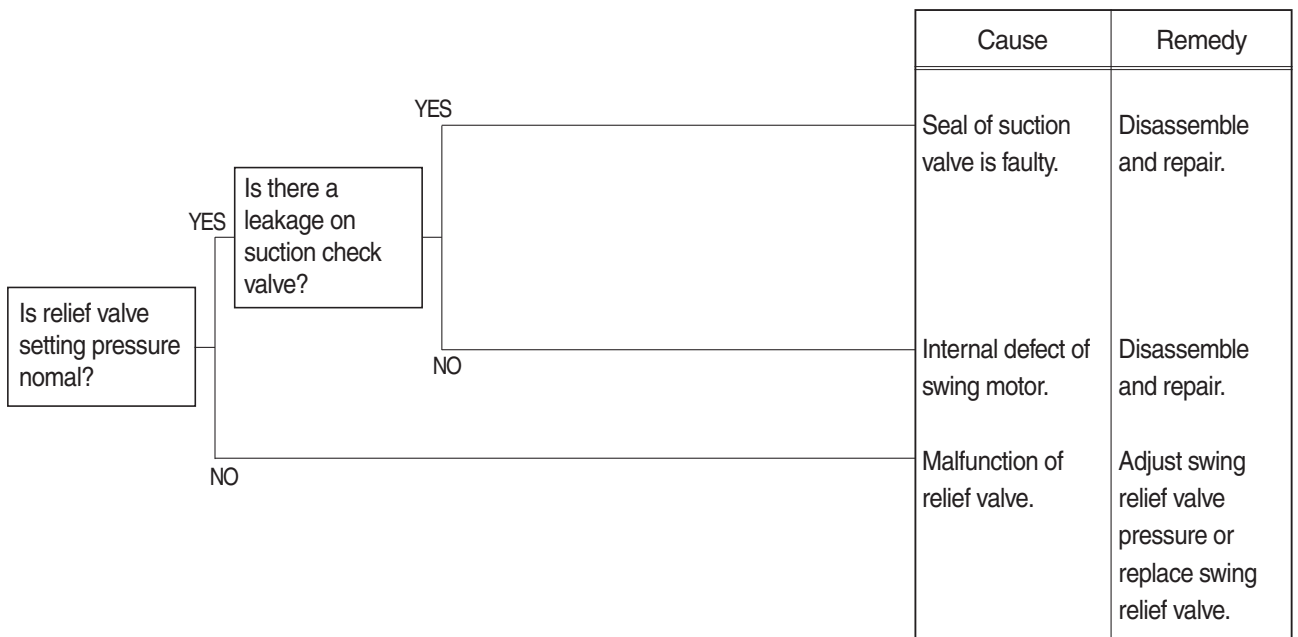 Cause
Remedy
YES
Seal of suction
valve is faulty.
Disassemble
and repair.
YES
Is there a
leakage on
suction check
valve?
Is relief valve
setting pressure
nomal?
NO
Internal defect of
swing motor.
Disassemble
and repair.
NO
Malfunction of
relief valve.
Adjust swing
relief valve
pressure or
replace swing
relief valve.